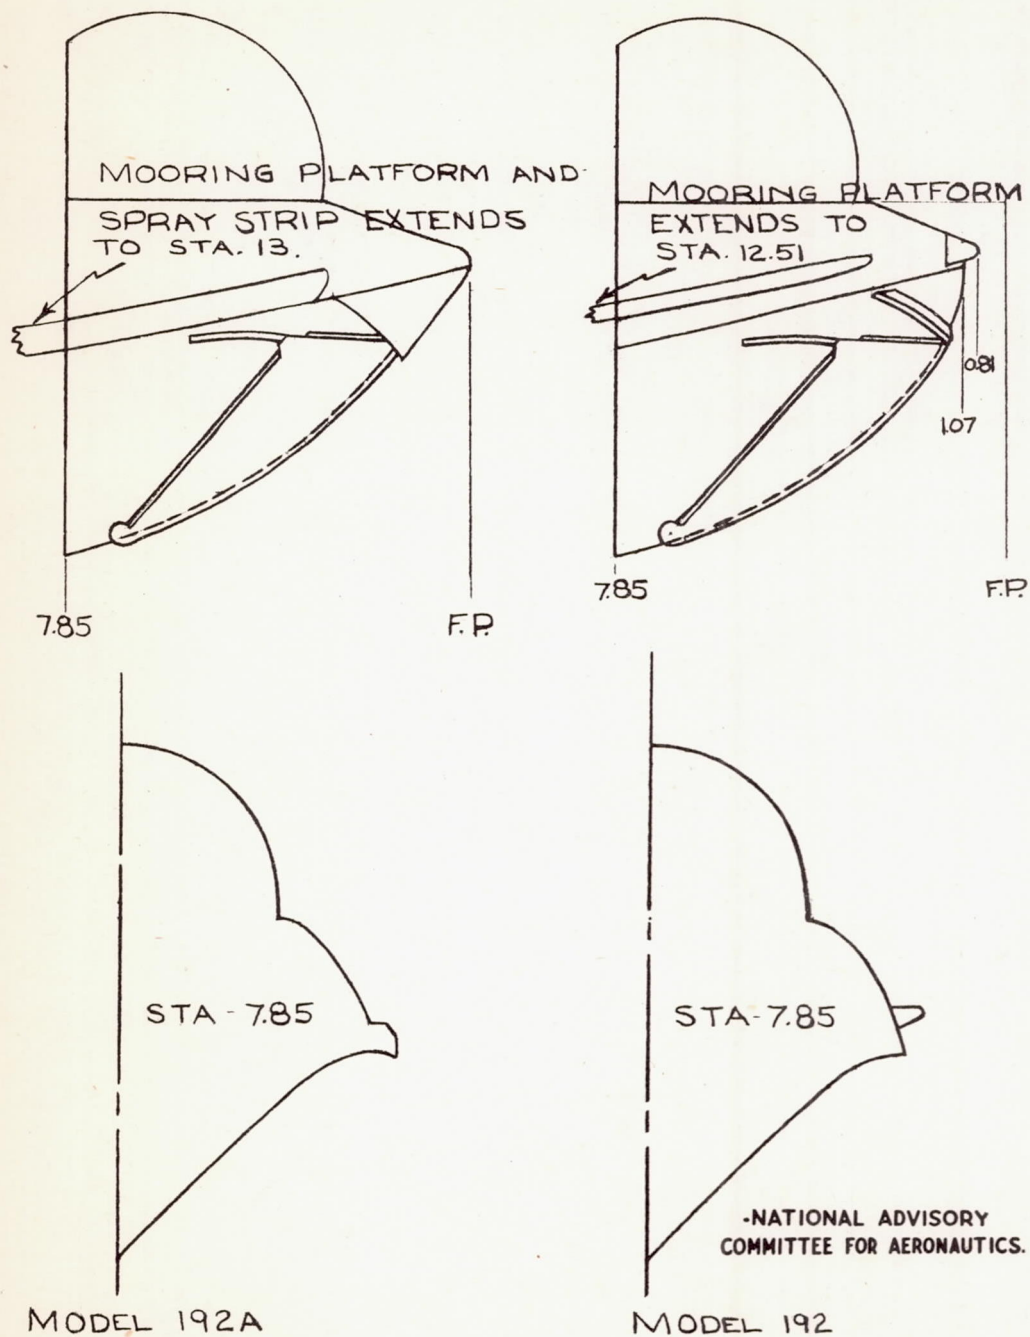 MOORING PLATFORM AND
SPRAY STRIP EXTENDS
TO STA. 13.
7.85
F.P.
MOORING PLATFORM
EXTENDS TO
STA. 12.51
0.81
1.07
7.85
F.P.
STA - 7.85
STA - 7.85
-NATIONAL ADVISORY
COMMITTEE FOR AERONAUTICS.
MODEL 192A
MODEL 192